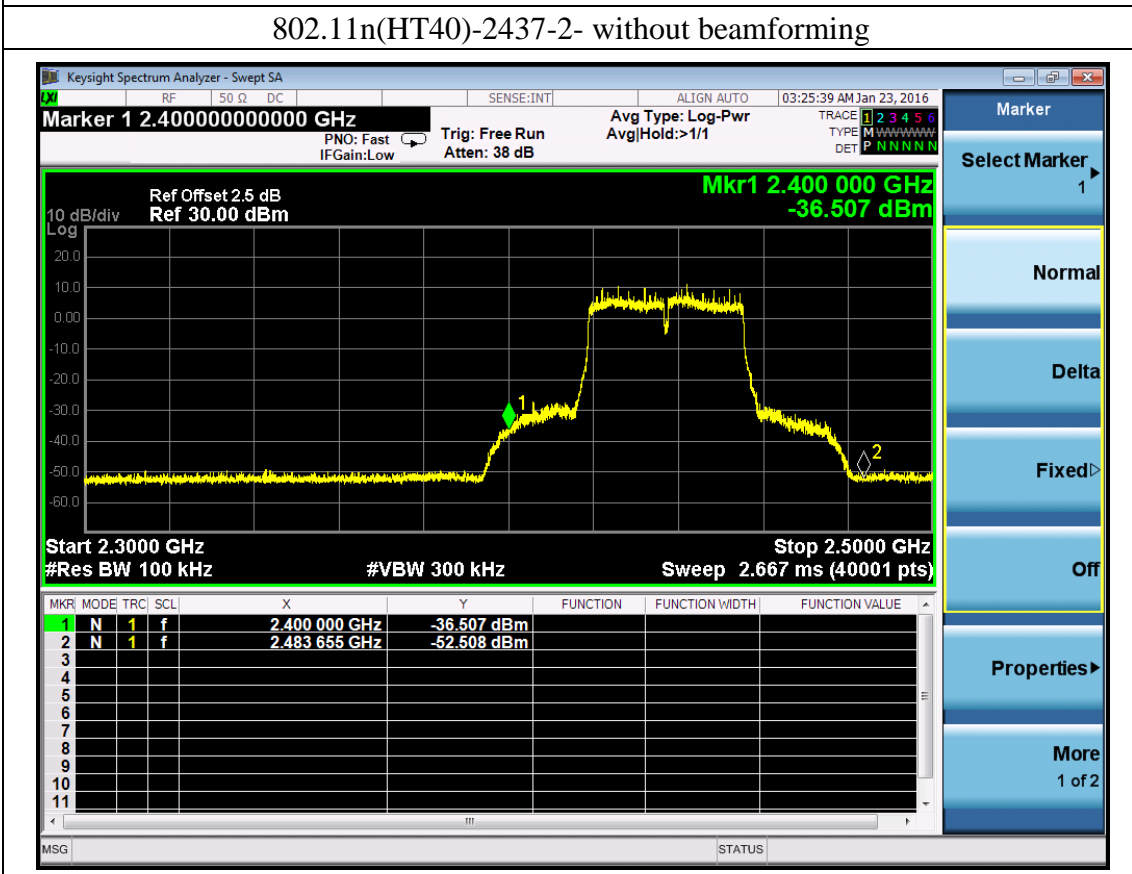 802.11n(HT40)-2437-2- without beamforming
Keysight Spectrum Analyzer - Swept SA
LXI RF 50 Ω DC SENSE:INT ALIGN AUTO 03:25:39 AM Jan 23, 2016
Marker 1 2.400000000000 GHz
PNO: Fast
IFGain:Low
Trig: Free Run
Atten: 38 dB
Avg Type: Log-Pwr
Avg|Hold:>1/1
TRACE 1 2 3 4 5 6
TYPE M WWWWW
DET P N N N N N
Marker
Select Marker
1
Normal
Delta
Fixed
Off
Properties
More
1 of 2
Mkr1 2.400 000 GHz
-36.507 dBm
Ref Offset 2.5 dB
10 dB/div Ref 30.00 dBm
Log
20.0
10.0
0.00
-10.0
-20.0
-30.0
-40.0
-50.0
-60.0
1
2
Start 2.3000 GHz Stop 2.5000 GHz
#Res BW 100 kHz #VBW 300 kHz Sweep 2.667 ms (40001 pts)
MKR MODE TRC SCL X Y FUNCTION FUNCTION WIDTH FUNCTION VALUE
1 N 1 f 2.400 000 GHz -36.507 dBm
2 N 1 f 2.483 655 GHz -52.508 dBm
3
4
5
6
7
8
9
10
11
MSG STATUS